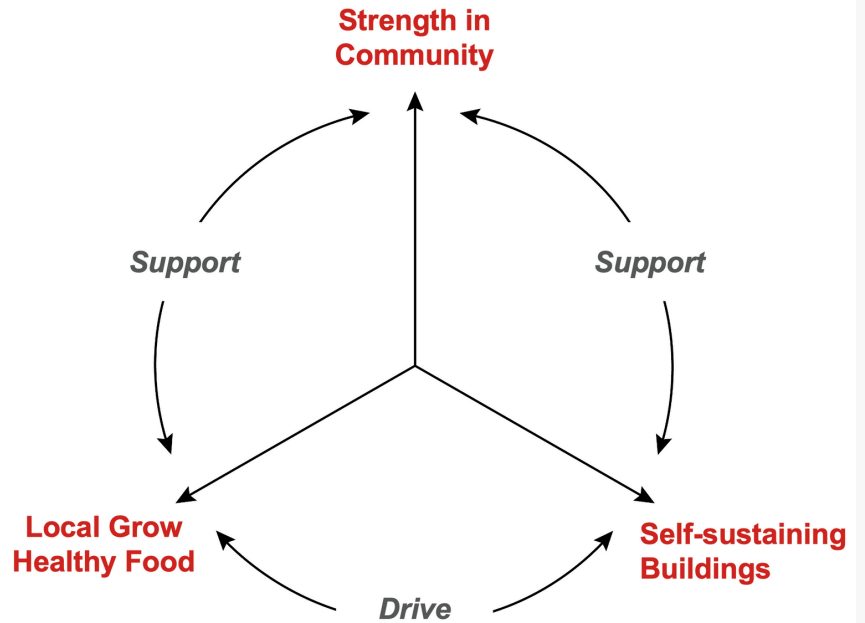 Strength in
Community
Support
Support
Local Grow
Healthy Food
Self-sustaining
Buildings
Drive